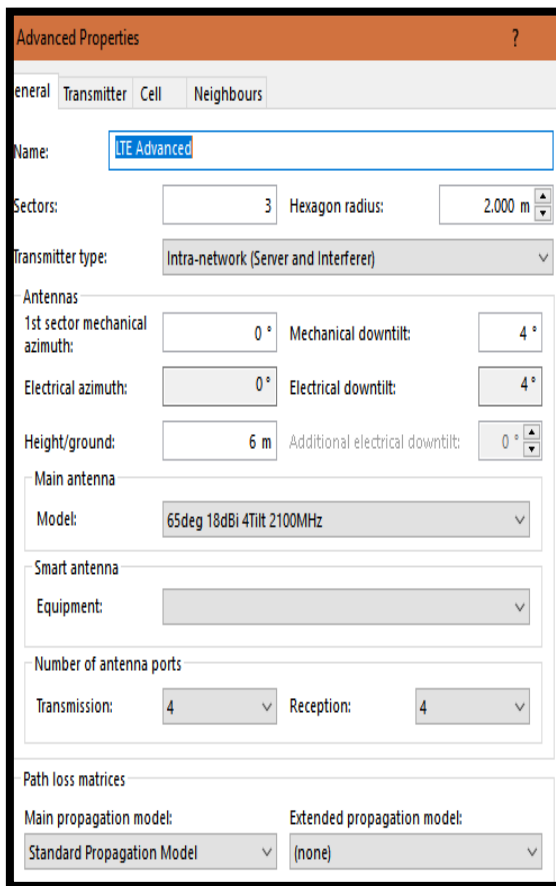 Advanced Properties ?
eneral Transmitter Cell Neighbours
Name: LTE Advanced
Sectors: 3 Hexagon radius: 2.000 m
Transmitter type: Intra-network (Server and Interferer)
Antennas
1st sector mechanical azimuth: 0 ° Mechanical downtilt: 4 °
Electrical azimuth: 0 ° Electrical downtilt: 4 °
Height/ground: 6 m Additional electrical downtilt: 0 °
Main antenna
Model: 65deg 18dBi 4Tilt 2100MHz
Smart antenna
Equipment:
Number of antenna ports
Transmission: 4 Reception: 4
Path loss matrices
Main propagation model: Extended propagation model:
Standard Propagation Model (none)